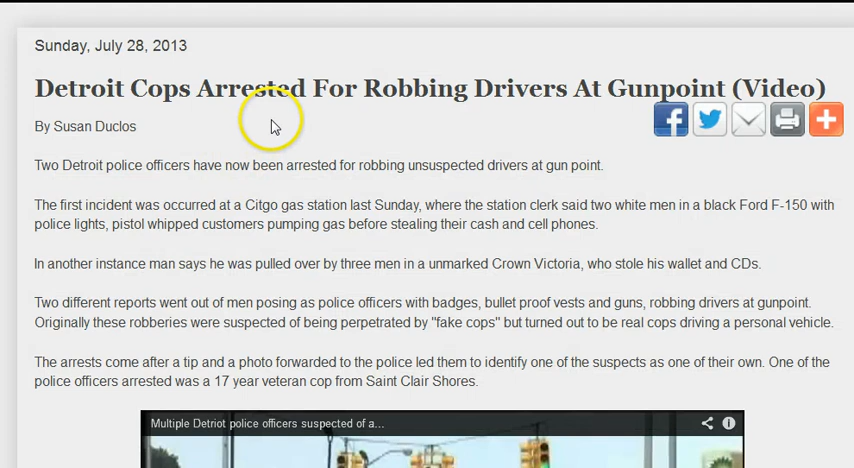 Sunday, July 28, 2013
Detroit Cops Arrested For Robbing Drivers At Gunpoint (Video)
By Susan Duclos
Two Detroit police officers have now been arrested for robbing unsuspected drivers at gun point.
The first incident was occurred at a Citgo gas station last Sunday, where the station clerk said two white men in a black Ford F-150 with
police lights, pistol whipped customers pumping gas before stealing their cash and cell phones.
In another instance man says he was pulled over by three men in a unmarked Crown Victoria, who stole his wallet and CDs.
Two different reports went out of men posing as police officers with badges, bullet proof vests and guns, robbing drivers at gunpoint.
Originally these robberies were suspected of being perpetrated by "fake cops" but turned out to be real cops driving a personal vehicle.
The arrests come after a tip and a photo forwarded to the police led them to identify one of the suspects as one of their own. One of the
police officers arrested was a 17 year veteran cop from Saint Clair Shores.
Multiple Detriot police officers suspected of a...